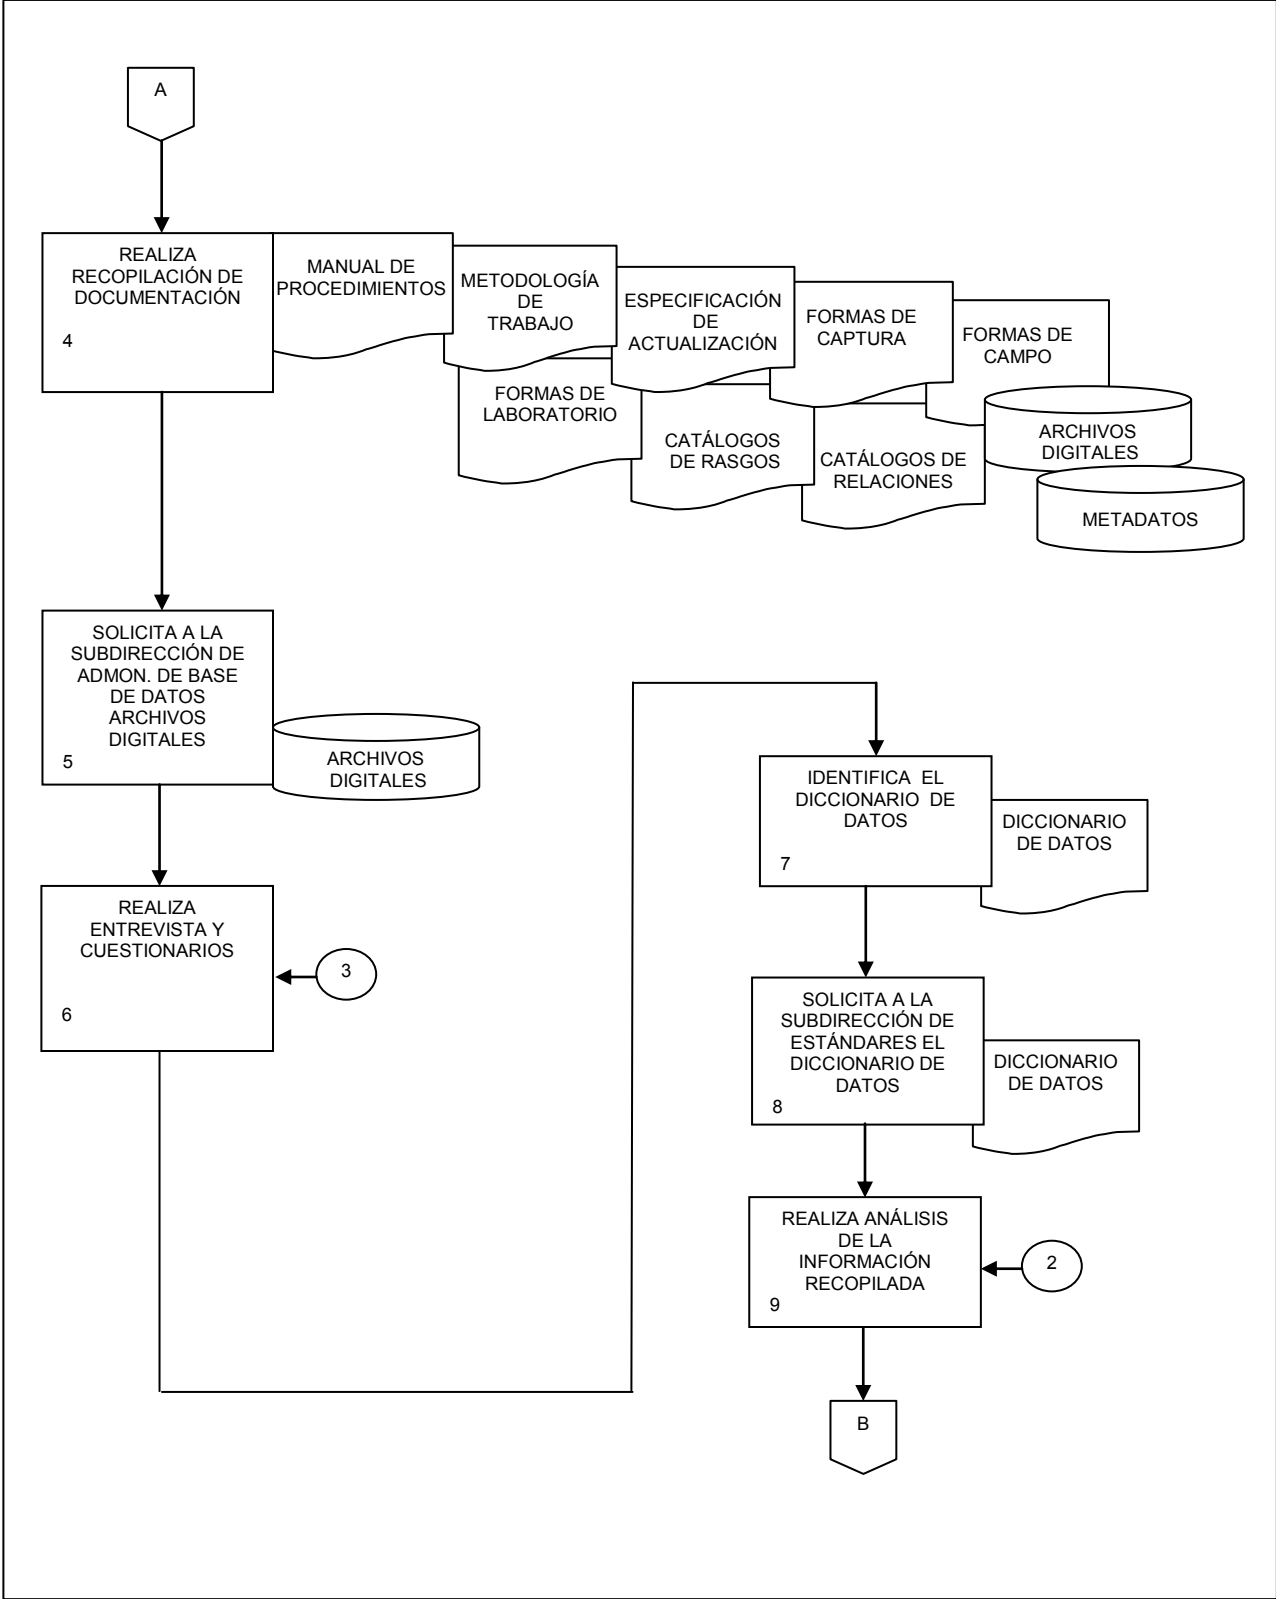 A
REALIZA
RECOPILACIÓN DE
DOCUMENTACIÓN
4
MANUAL DE
PROCEDIMIENTOS
METODOLOGÍA
DE
TRABAJO
ESPECIFICACIÓN
DE
ACTUALIZACIÓN
FORMAS DE
CAPTURA
FORMAS DE
CAMPO
FORMAS DE
LABORATORIO
CATÁLOGOS
DE RASGOS
CATÁLOGOS DE
RELACIONES
ARCHIVOS
DIGITALES
METADATOS
SOLICITA A LA
SUBDIRECCIÓN DE
ADMON. DE BASE
DE DATOS
ARCHIVOS
DIGITALES
5
ARCHIVOS
DIGITALES
REALIZA
ENTREVISTA Y
CUESTIONARIOS
6
3
IDENTIFICA EL
DICCIONARIO DE
DATOS
7
DICCIONARIO
DE DATOS
SOLICITA A LA
SUBDIRECCIÓN DE
ESTÁNDARES EL
DICCIONARIO DE
DATOS
8
DICCIONARIO
DE DATOS
REALIZA ANÁLISIS
DE LA
INFORMACIÓN
RECOPILADA
9
2
B